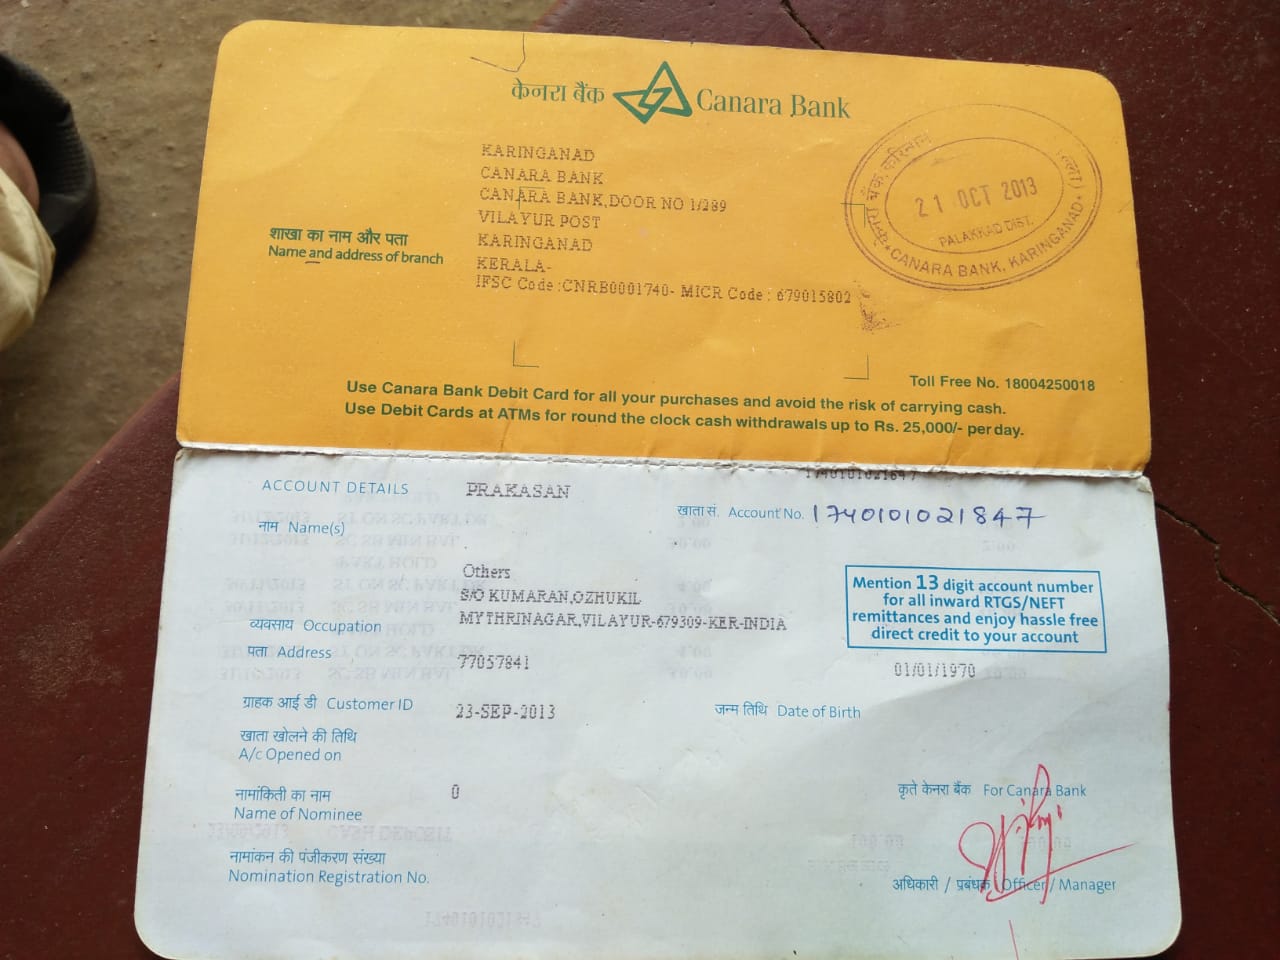 केनरा बैंक Canara Bank
KARINGANAD
CANARA BANK
CANARA BANK,DOOR NO 1/289
VILAYUR POST
KARINGANAD
KERALA-
IFSC Code :CNRB0001740- MICR Code : 679015802
शाखा का नाम और पता
Name and address of branch
केनरा बैंक, करिन्गनाद
21 OCT 2013
PALAKKAD DIST.
CANARA BANK, KARINGANAD
Toll Free No. 18004250018
Use Canara Bank Debit Card for all your purchases and avoid the risk of carrying cash.
Use Debit Cards at ATMs for round the clock cash withdrawals up to Rs. 25,000/- per day.
1740101021847
ACCOUNT DETAILS PRAKASAN
खाता सं. Account No. 1740101021847
नाम Name(s)
Others
S/O KUMARAN,OZHUKIL
व्यवसाय Occupation MYTHRINAGAR,VILAYUR-679309-KER-INDIA
Mention 13 digit account number
for all inward RTGS/NEFT
remittances and enjoy hassle free
direct credit to your account
पता Address 77057841
01/01/1970
ग्राहक आई डी Customer ID 23-SEP-2013
जन्म तिथि Date of Birth
खाता खोलने की तिथि
A/c Opened on
नामांकिती का नाम 0
Name of Nominee
कृते केनरा बैंक For Canara Bank
नामांकन की पंजीकरण संख्या
Nomination Registration No.
अधिकारी / प्रबंधक Officer / Manager